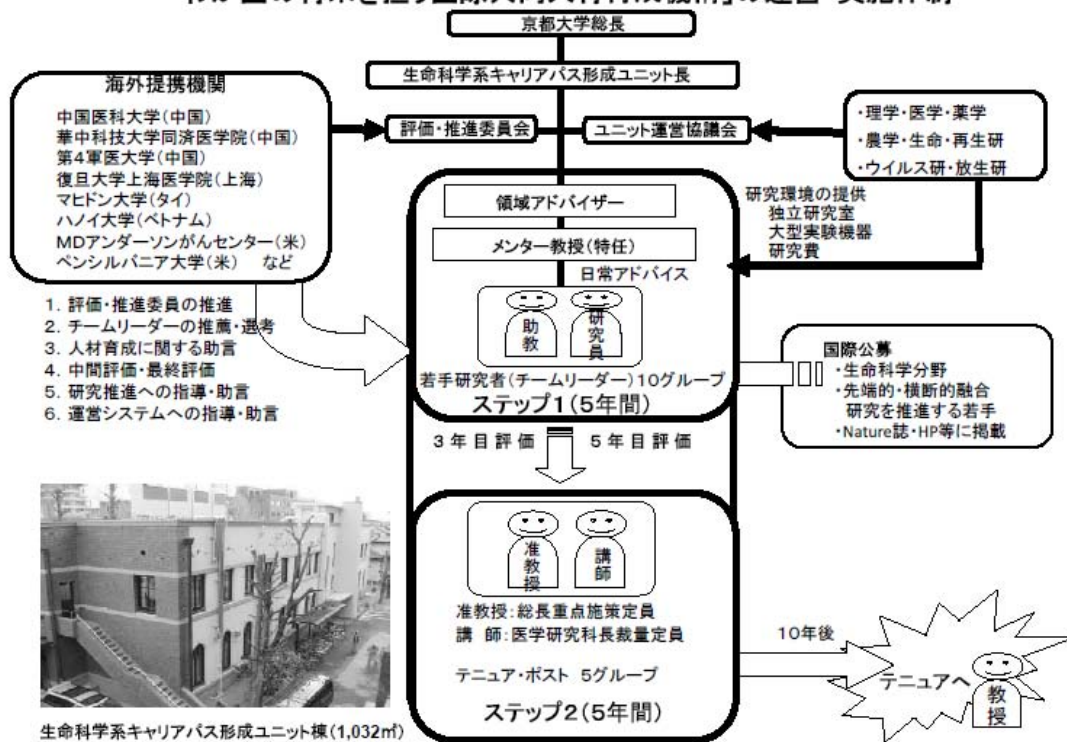 京都大学総長
生命科学系キャリアパス形成ユニット長
評価・推進委員会
ユニット運営協議会
海外提携機関
中国医科大学(中国)
華中科技大学同済医学院(中国)
第4軍医大学(中国)
復旦大学上海医学院(上海)
マヒドン大学(タイ)
ハノイ大学(ベトナム)
MDアンダーソンがんセンター(米)
ペンシルバニア大学(米) など
・理学・医学・薬学
・農学・生命・再生研
・ウイルス研・放生研
研究環境の提供
独立研究室
大型実験機器
研究費
領域アドバイザー
メンター教授(特任)
日常アドバイス
助教
研究員
若手研究者(チームリーダー)10グループ
ステップ1(5年間)
1. 評価・推進委員の推進
2. チームリーダーの推薦・選考
3. 人材育成に関する助言
4. 中間評価・最終評価
5. 研究推進への指導・助言
6. 運営システムへの指導・助言
国際公募
・生命科学分野
・先端的・横断的融合
研究を推進する若手
・Nature誌・HP等に掲載
3年目評価
5年目評価
准教授
講師
准教授:総長重点施策定員
講 師:医学研究科長裁量定員
テニュア・ポスト 5グループ
ステップ2(5年間)
10年後
テニュアへ
教授
生命科学系キャリアパス形成ユニット棟(1,032㎡)